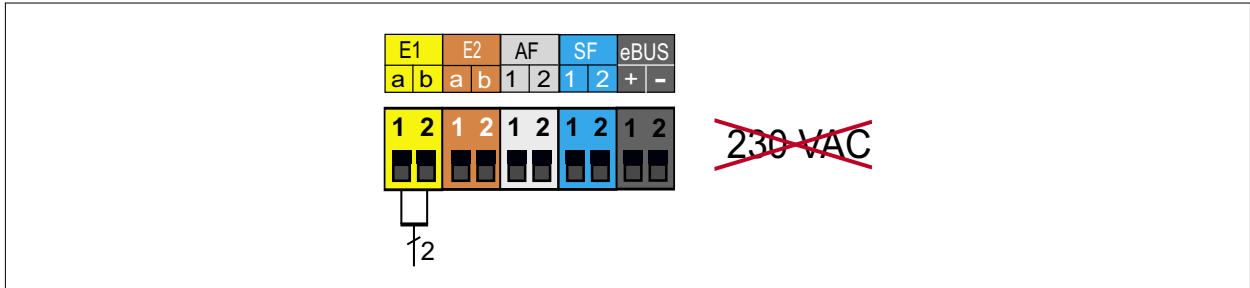 E1 E2 AF SF eBUS
a b a b 1 2 1 2 + -
1 2 1 2 1 2 1 2 1 2
230 VAC
2